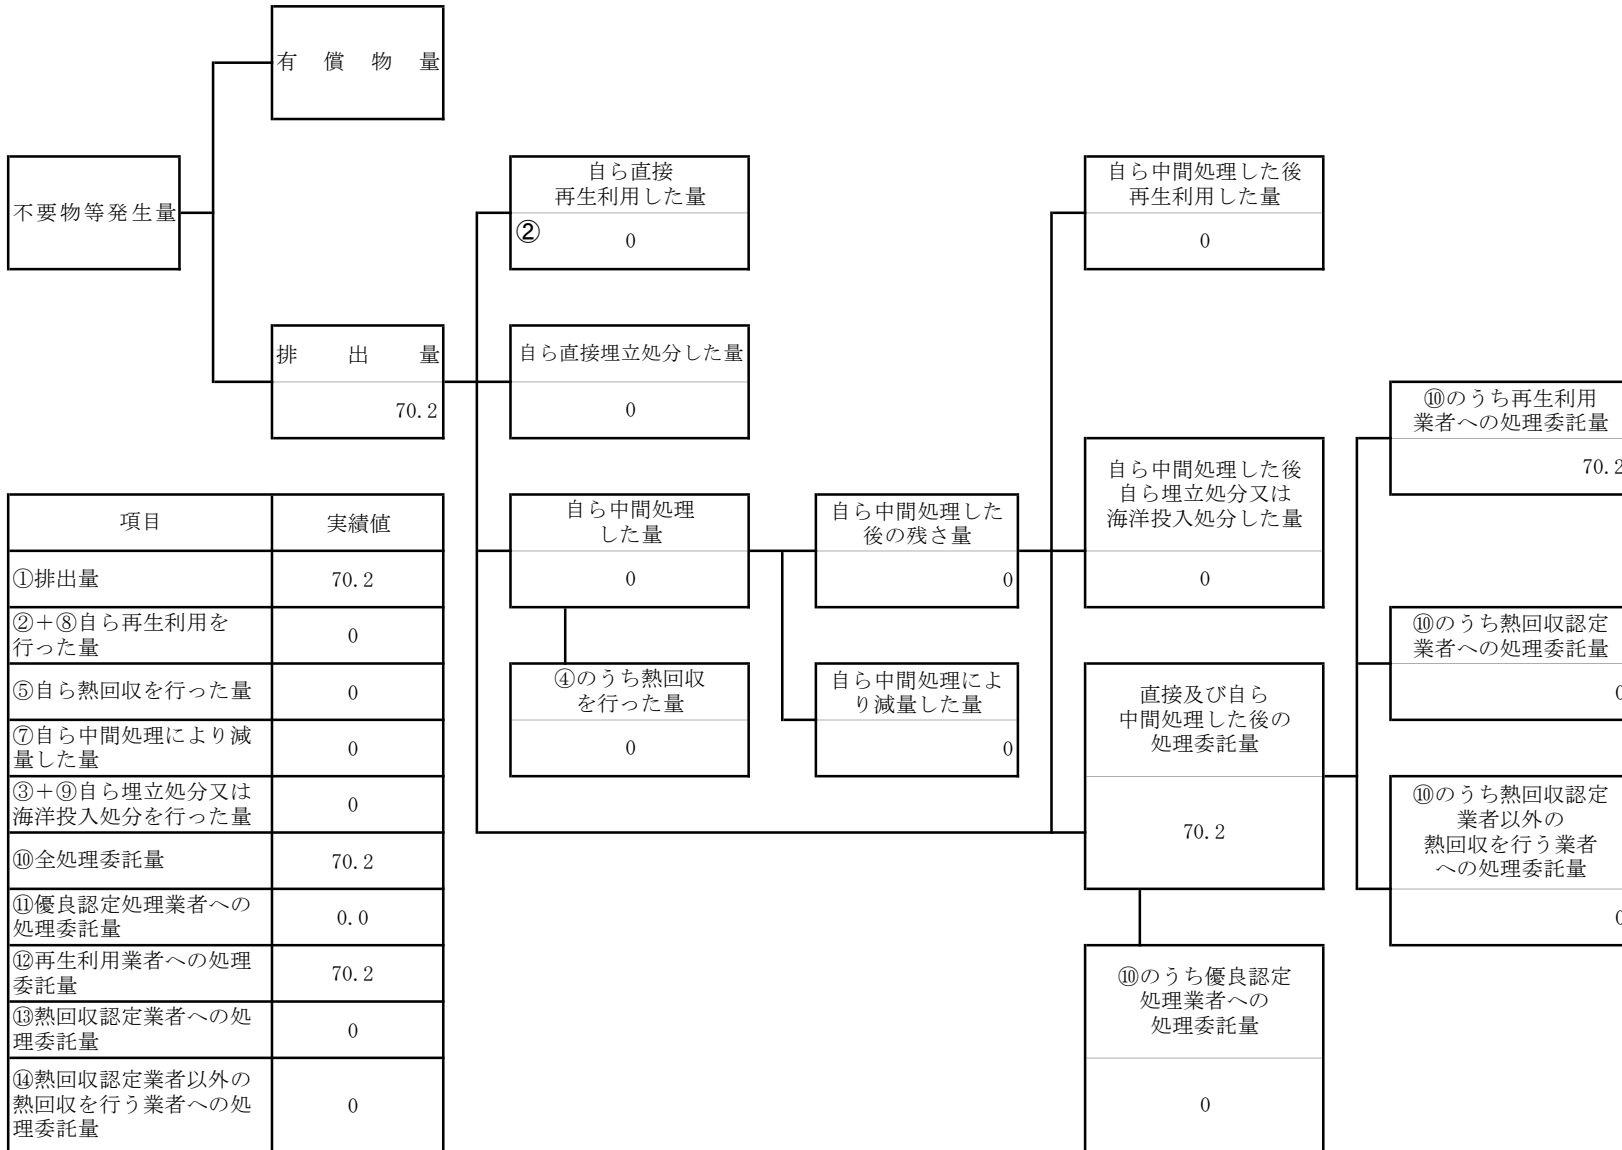 有償物量
不要物等発生量
自ら直接
再生利用した量
②
0
自ら中間処理した後
再生利用した量
0
排出量
70.2
自ら直接埋立処分した量
0
⑩のうち再生利用
業者への処理委託量
70.2
自ら中間処理した後
自ら埋立処分又は
海洋投入処分した量
0
自ら中間処理
した量
0
自ら中間処理した
後の残さ量
0
④のうち熱回収
を行った量
0
自ら中間処理によ
り減量した量
0
直接及び自ら
中間処理した後の
処理委託量
70.2
⑩のうち熱回収認定
業者への処理委託量
0
⑩のうち熱回収認定
業者以外の
熱回収を行う業者
への処理委託量
0
⑩のうち優良認定
処理業者への
処理委託量
0
項目 実績値
①排出量 70.2
②＋⑧自ら再生利用を
行った量 0
⑤自ら熱回収を行った量 0
⑦自ら中間処理により減
量した量 0
③＋⑨自ら埋立処分又は
海洋投入処分を行った量 0
⑩全処理委託量 70.2
⑪優良認定処理業者への
処理委託量 0.0
⑫再生利用業者への処理
委託量 70.2
⑬熱回収認定業者への処
理委託量 0
⑭熱回収認定業者以外の
熱回収を行う業者への処
理委託量 0